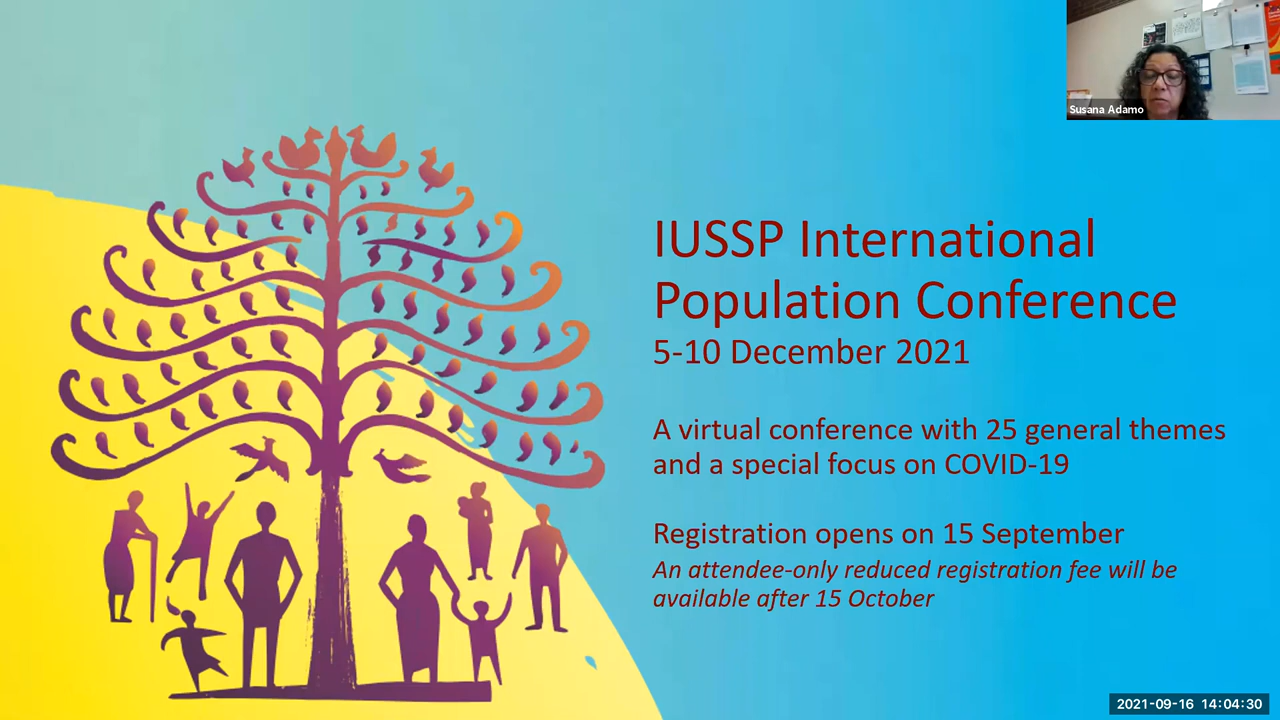 Susana Adamo
IUSSP International
Population Conference
5-10 December 2021
A virtual conference with 25 general themes
and a special focus on COVID-19
Registration opens on 15 September
An attendee-only reduced registration fee will be
available after 15 October
2021-09-16 14:04:30